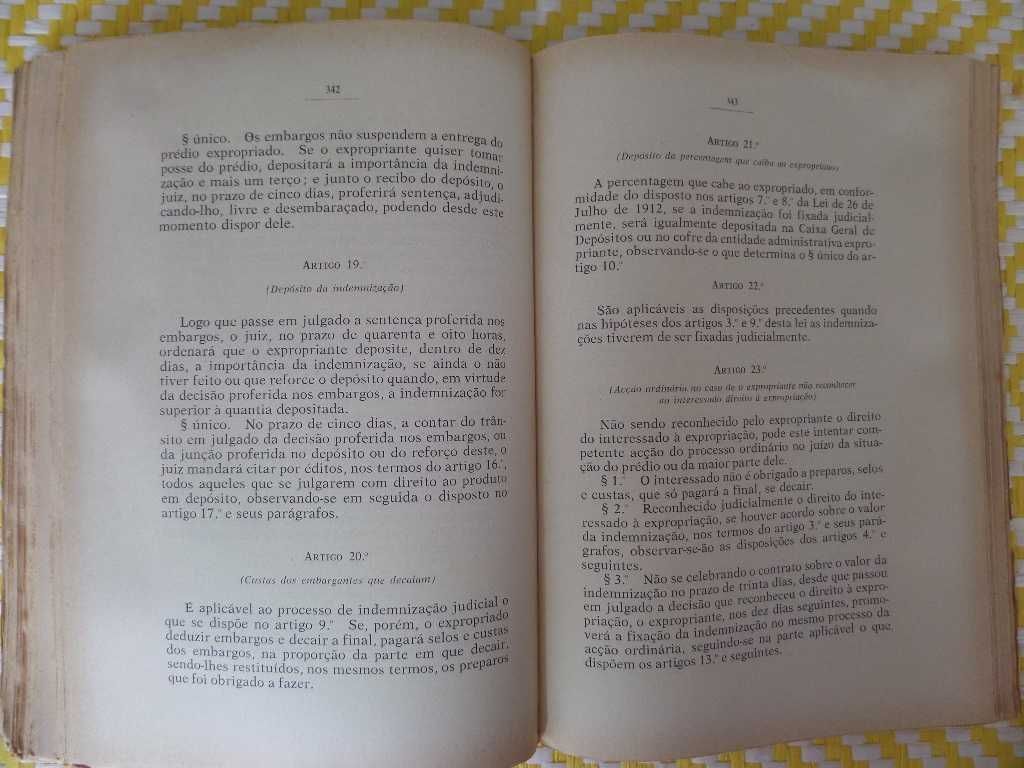 342
§ único. Os embargos não suspendem a entrega do
prédio expropriado. Se o expropriante quiser tomar
posse do prédio, depositará a importância da indemni-
zação e mais um terço; e junto o recibo do depósito, o
juiz, no prazo de cinco dias, proferirá sentença, adjudi-
cando-lho, livre e desembaraçado, podendo desde este
momento dispor dele.
ARTIGO 19.º
(Depósito da indemnização)
Logo que passe em julgado a sentença proferida nos
embargos, o juiz, no prazo de quarenta e oito horas,
ordenará que o expropriante deposite, dentro de dez
dias, a importância da indemnização, se ainda o não
tiver feito ou que reforce o depósito quando, em virtude
da decisão proferida nos embargos, a indemnização for
superior à quantia depositada.
§ único. No prazo de cinco dias, a contar do trân-
sito em julgado da decisão proferida nos embargos, ou
da junção proferida no depósito ou do reforço deste, o
juiz mandará citar por éditos, nos termos do artigo 16.º,
todos aqueles que se julgarem com direito ao produto
em depósito, observando-se em seguida o disposto no
artigo 17.º e seus parágrafos.
ARTIGO 20.º
(Custas dos embargantes que decaiam)
E aplicável ao processo de indemnização judicial o
que se dispõe no artigo 9.º Se, porém, o expropriado
deduzir embargos e decair a final, pagará selos e custas
dos embargos, na proporção da parte em que decair,
sendo-lhes restituídos, nos mesmos termos, os preparos
que foi obrigado a fazer.
343
ARTIGO 21.º
(Depósito da percentagem que caiba ao expropriano)
A percentagem que cabe ao expropriado, em confor-
midade do disposto nos artigos 7.º e 8.º da Lei de 26 de
Julho de 1912, se a indemnização foi fixada judicial-
mente, será igualmente depositada na Caixa Geral de
Depósitos ou no cofre da entidade administrativa expro-
priante, observando-se o que determina o § único do ar-
tigo 10.º
ARTIGO 22.º
São aplicáveis as disposições precedentes quando
nas hipóteses dos artigos 3.º e 9.º desta lei as indemniza-
ções tiverem de ser fixadas judicialmente.
ARTIGO 23.º
(Acção ordinária no caso de o expropriante não reconhecer
ao interessado direito à expropriação)
Não sendo reconhecido pelo expropriante o direito
do interessado à expropriação, pode este intentar com-
petente acção do processo ordinário no juízo da situa-
ção do prédio ou da maior parte dele.
§ 1.º O interessado não é obrigado a preparos, selos
e custas, que só pagará a final, se decair.
§ 2.º Reconhecido judicialmente o direito do inte-
ressado à expropriação, se houver acordo sobre o valor
da indemnização, nos termos do artigo 3.º e seus pará-
grafos, observar-se-ão as disposições dos artigos 4.º e
seguintes.
§ 3.º Não se celebrando o contrato sobre o valor da
indemnização no prazo de trinta dias, desde que passou
em julgado a decisão que reconheceu o direito à expro-
priação, o expropriante, nos dez dias seguintes, promo-
verá a fixação da indemnização no mesmo processo da
acção ordinária, seguindo-se na parte aplicável o que
dispõem os artigos 13.º e seguintes.